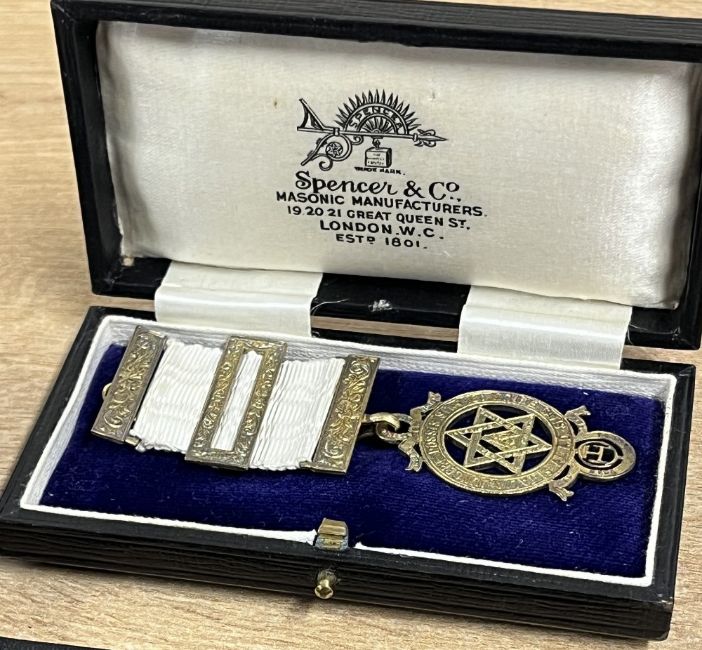 SPENCER
TRADE MARK.
Spencer & Co.,
MASONIC MANUFACTURERS.
19.20 21 GREAT QUEEN ST.
LONDON.W.C.
ESTD 1801.